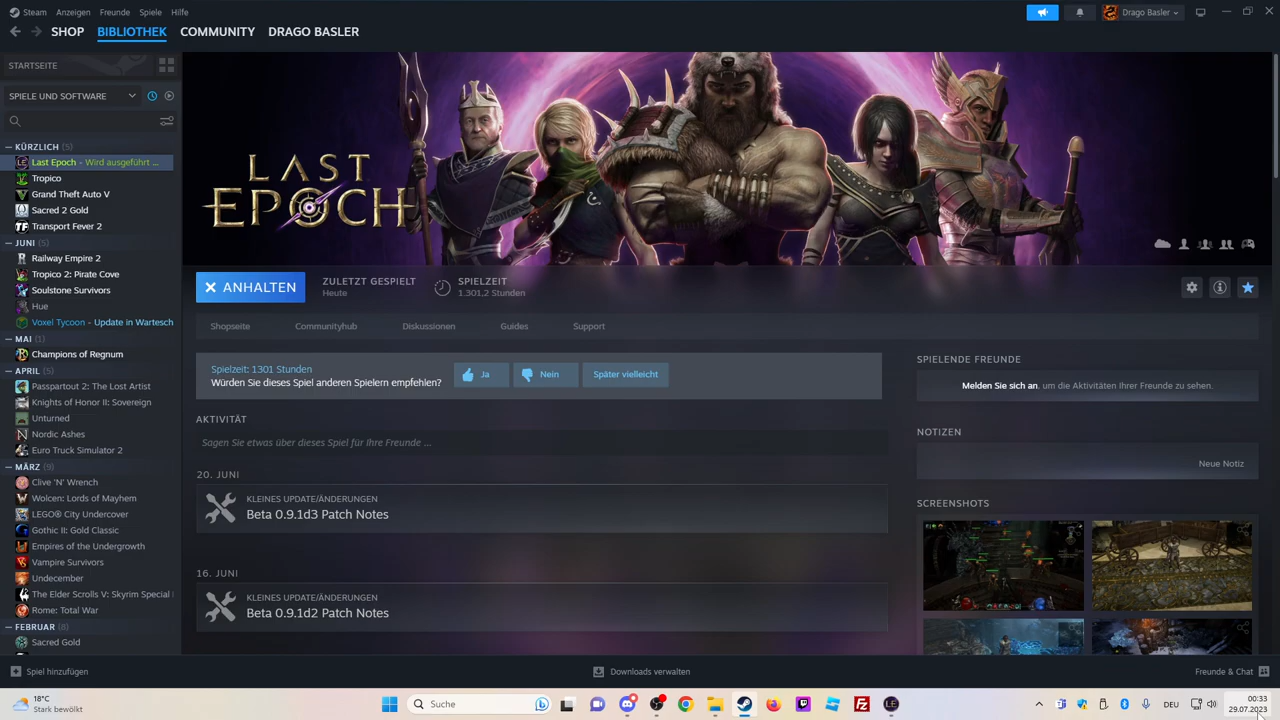 Steam Anzeigen Freunde Spiele Hilfe
Drago Basler
SHOP BIBLIOTHEK COMMUNITY DRAGO BASLER
STARTSEITE
SPIELE UND SOFTWARE
KÜRZLICH (5)
Last Epoch - Wird ausgeführt ...
Tropico
Grand Theft Auto V
Sacred 2 Gold
Transport Fever 2
JUNI (5)
Railway Empire 2
Tropico 2: Pirate Cove
Soulstone Survivors
Hue
Voxel Tycoon - Update in Wartesch
MAI (1)
Champions of Regnum
APRIL (5)
Passpartout 2: The Lost Artist
Knights of Honor II: Sovereign
Unturned
Nordic Ashes
Euro Truck Simulator 2
MÄRZ (9)
Clive 'N' Wrench
Wolcen: Lords of Mayhem
LEGO® City Undercover
Gothic II: Gold Classic
Empires of the Undergrowth
Vampire Survivors
Undecember
The Elder Scrolls V: Skyrim Special
Rome: Total War
FEBRUAR (8)
Sacred Gold
LAST
EPOCH
ANHALTEN
ZULETZT GESPIELT
Heute
SPIELZEIT
1.301,2 Stunden
Shopseite Communityhub Diskussionen Guides Support
Spielzeit: 1301 Stunden
Würden Sie dieses Spiel anderen Spielern empfehlen?
Ja Nein Später vielleicht
AKTIVITÄT
Sagen Sie etwas über dieses Spiel für Ihre Freunde ...
20. JUNI
KLEINES UPDATE/ÄNDERUNGEN
Beta 0.9.1d3 Patch Notes
16. JUNI
KLEINES UPDATE/ÄNDERUNGEN
Beta 0.9.1d2 Patch Notes
SPIELENDE FREUNDE
Melden Sie sich an, um die Aktivitäten Ihrer Freunde zu sehen.
NOTIZEN
Neue Notiz
SCREENSHOTS
Spiel hinzufügen
Downloads verwalten
Freunde & Chat
18°C
Stark bewölkt
Suche
DEU
00:33
29.07.2023